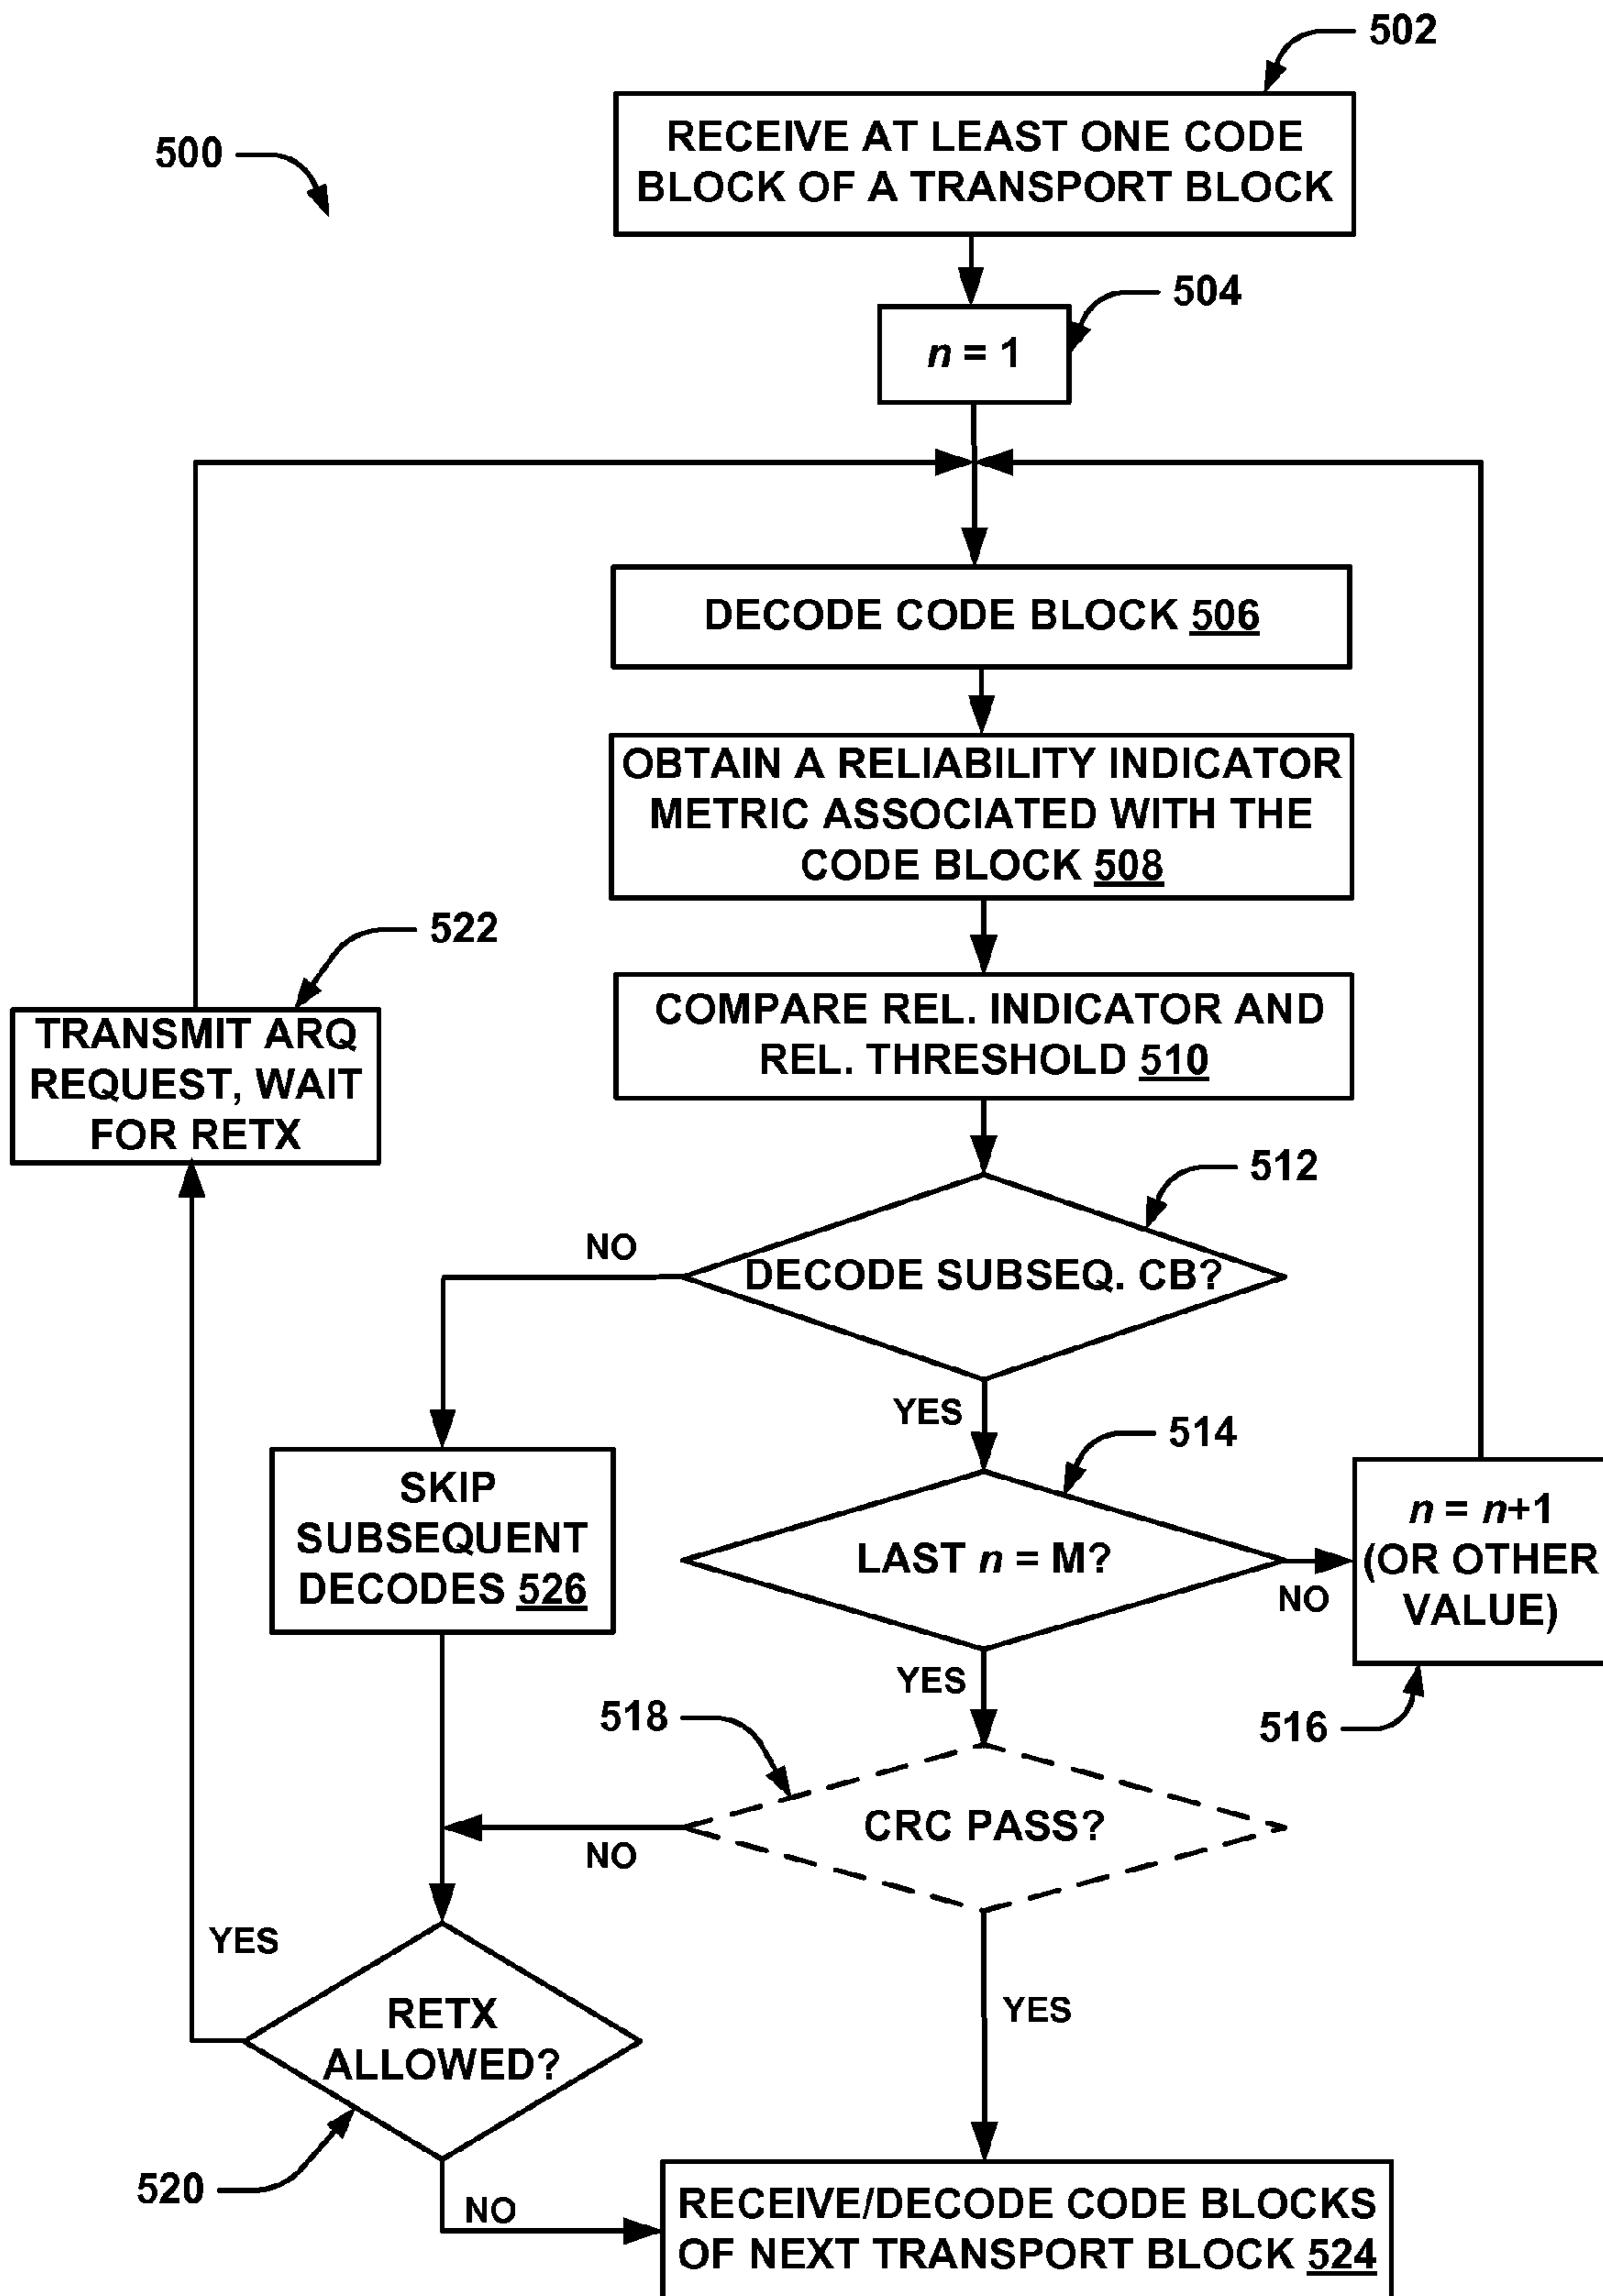 502
500
RECEIVE AT LEAST ONE CODE
BLOCK OF A TRANSPORT BLOCK
504
n = 1
DECODE CODE BLOCK 506
OBTAIN A RELIABILITY INDICATOR
METRIC ASSOCIATED WITH THE
CODE BLOCK 508
522
TRANSMIT ARQ
REQUEST, WAIT
FOR RETX
COMPARE REL. INDICATOR AND
REL. THRESHOLD 510
512
NO
DECODE SUBSEQ. CB?
YES
514
SKIP
SUBSEQUENT
DECODES 526
LAST n = M?
NO
n = n+1
(OR OTHER
VALUE)
516
YES
518
CRC PASS?
NO
YES
YES
RETX
ALLOWED?
520
NO
RECEIVE/DECODE CODE BLOCKS
OF NEXT TRANSPORT BLOCK 524